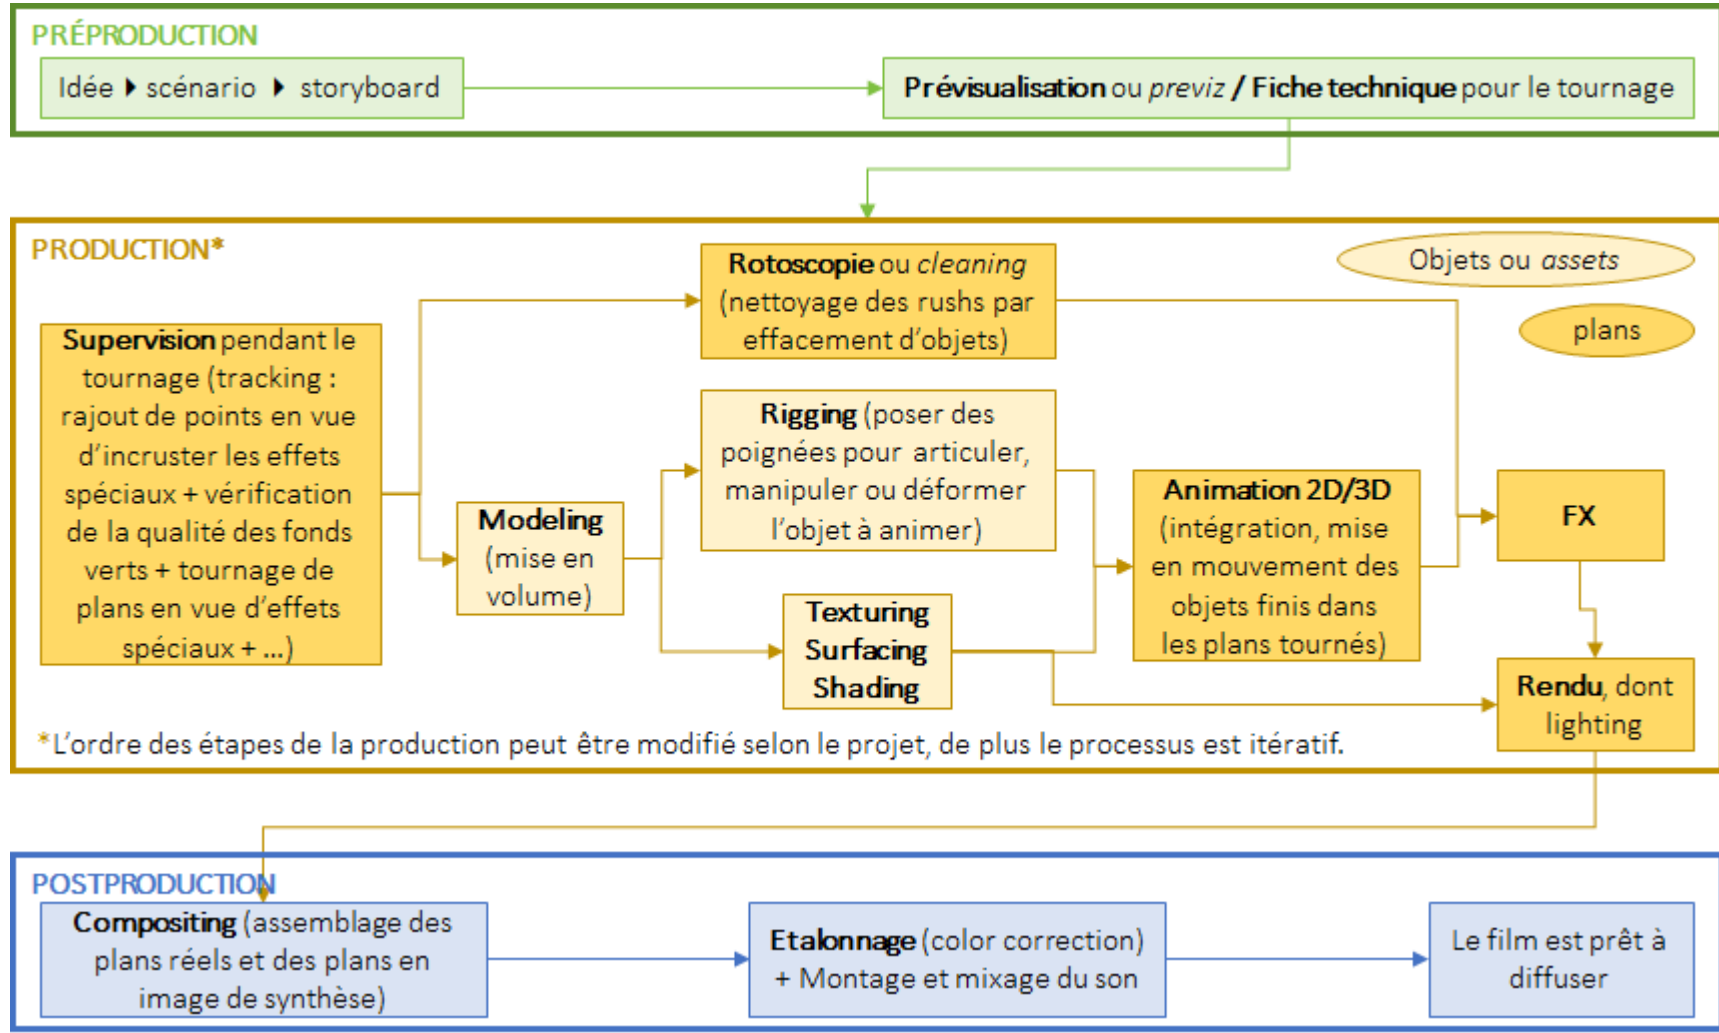 PRÉPRODUCTION
Idée ▶ scénario ▶ storyboard
Prévisualisation ou previz / Fiche technique pour le tournage
PRODUCTION*
Objets ou assets
plans
Supervision pendant le
tournage (tracking :
rajout de points en vue
d'incruster les effets
spéciaux + vérification
de la qualité des fonds
verts + tournage de
plans en vue d'effets
spéciaux + ...)
Rotoscopie ou cleaning
(nettoyage des rushs par
effacement d'objets)
Modeling
(mise en
volume)
Rigging (poser des
poignées pour articuler,
manipuler ou déformer
l'objet à animer)
Texturing
Surfacing
Shading
Animation 2D/3D
(intégration, mise
en mouvement des
objets finis dans
les plans tournés)
FX
Rendu, dont
lighting
*L'ordre des étapes de la production peut être modifié selon le projet, de plus le processus est itératif.
POSTPRODUCTION
Compositing (assemblage des
plans réels et des plans en
image de synthèse)
Etalonnage (color correction)
+ Montage et mixage du son
Le film est prêt à
diffuser